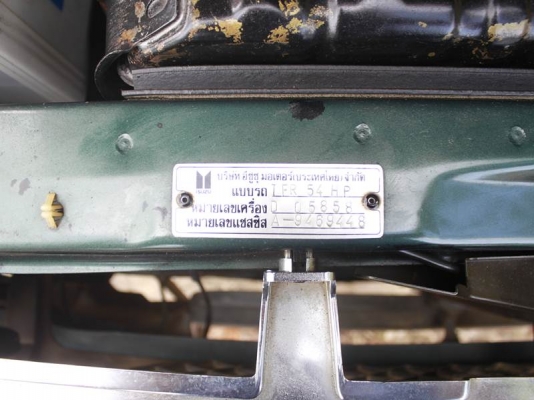 บริษัท อีซูซุ มอเตอร์(ประเทศไทย)จำกัด
แบบรถ TFR 54 H P
หมายเลขเครื่อง D 05658
หมายเลขแชสซีส A-9469446